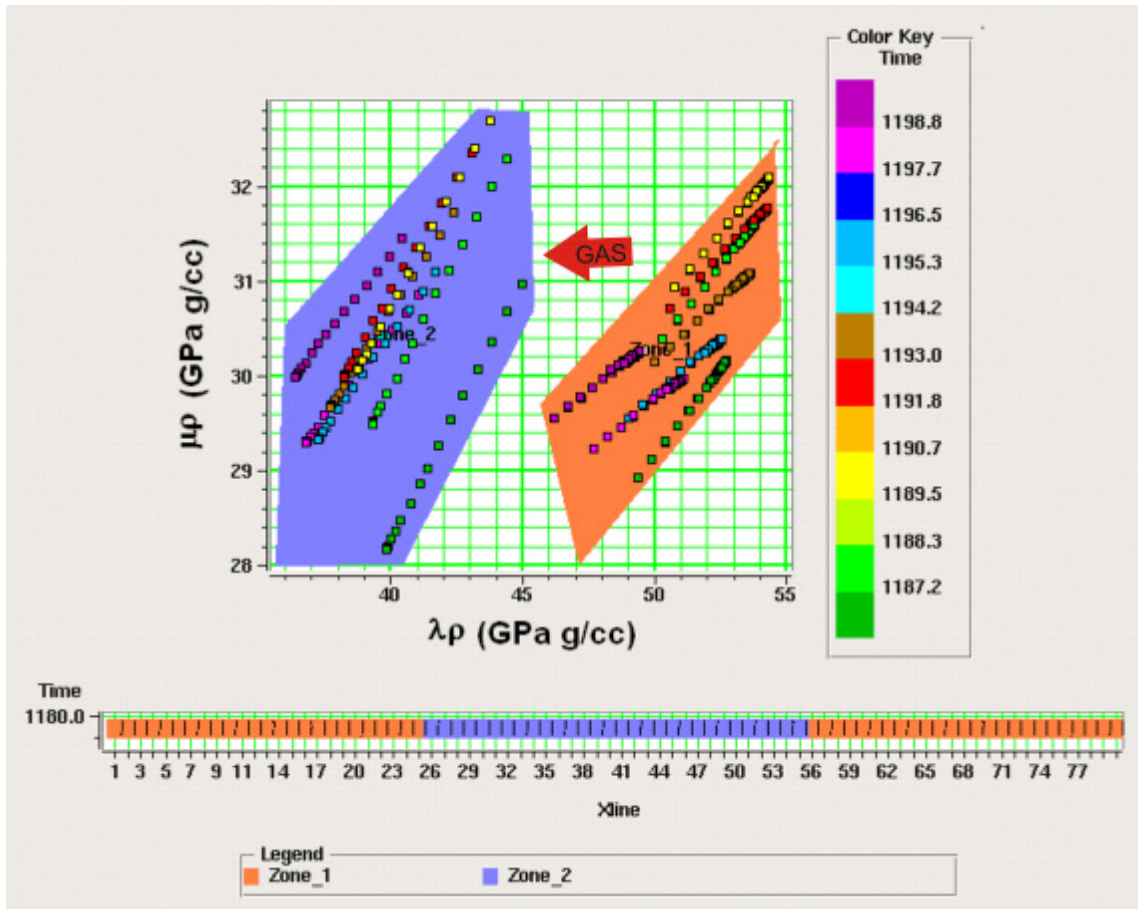 Color Key
Time
1198.8
1197.7
1196.5
1195.3
1194.2
1193.0
1191.8
1190.7
1189.5
1188.3
1187.2
32
31
30
29
28
μρ (GPa g/cc)
GAS
Zone_2
Zone_1
40 45 50 55
λρ (GPa g/cc)
Time
1180.0
1 3 5 7 9 11 14 17 20 23 26 29 32 35 38 41 44 47 50 53 56 59 62 65 68 71 74 77
Xline
Legend
Zone_1 Zone_2